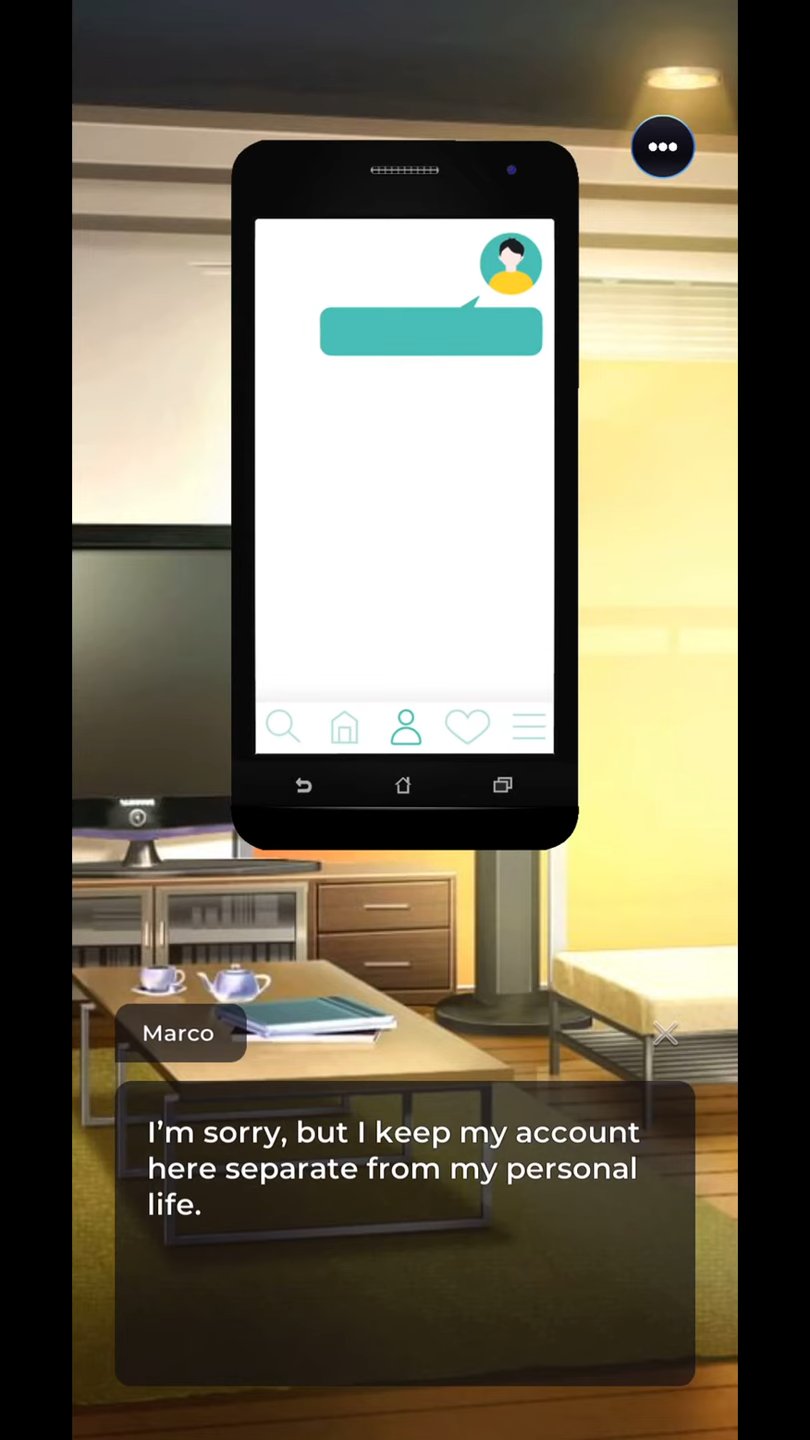 Marco
I'm sorry, but I keep my account
here separate from my personal
life.